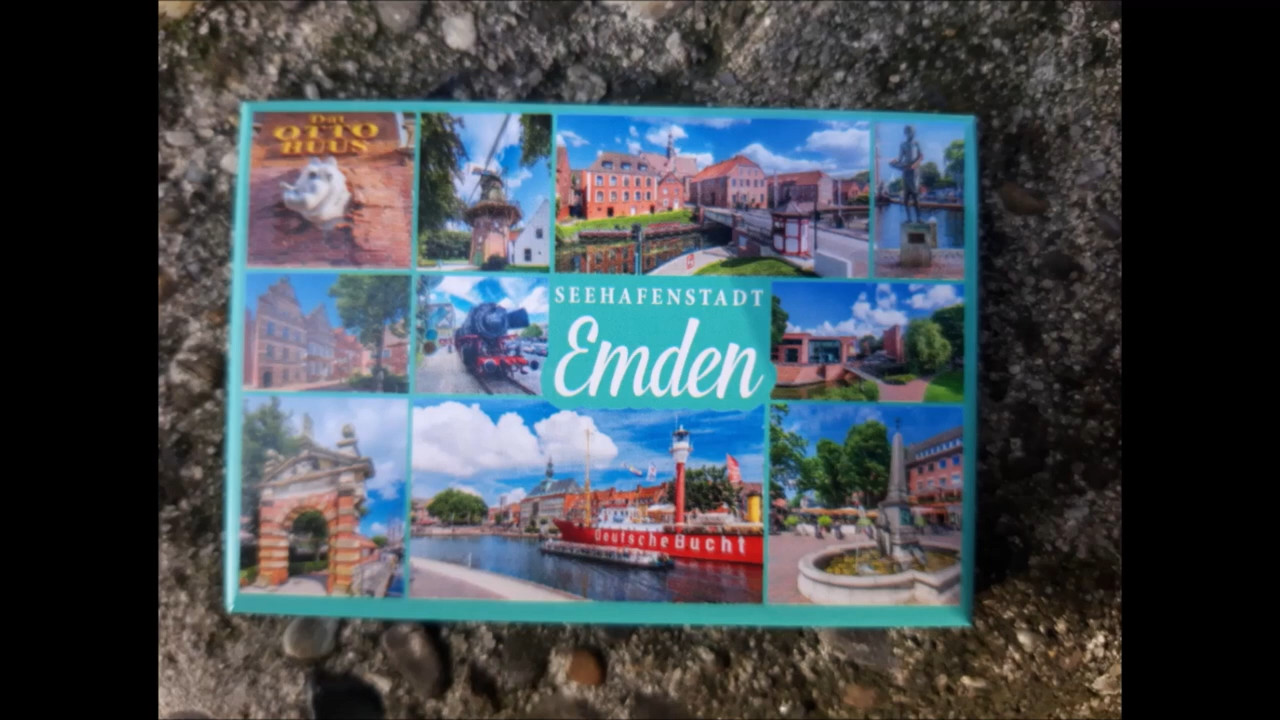 Dat
OTTO
HUUS
SEEHAFENSTADT
Emden
Deutsche Bucht